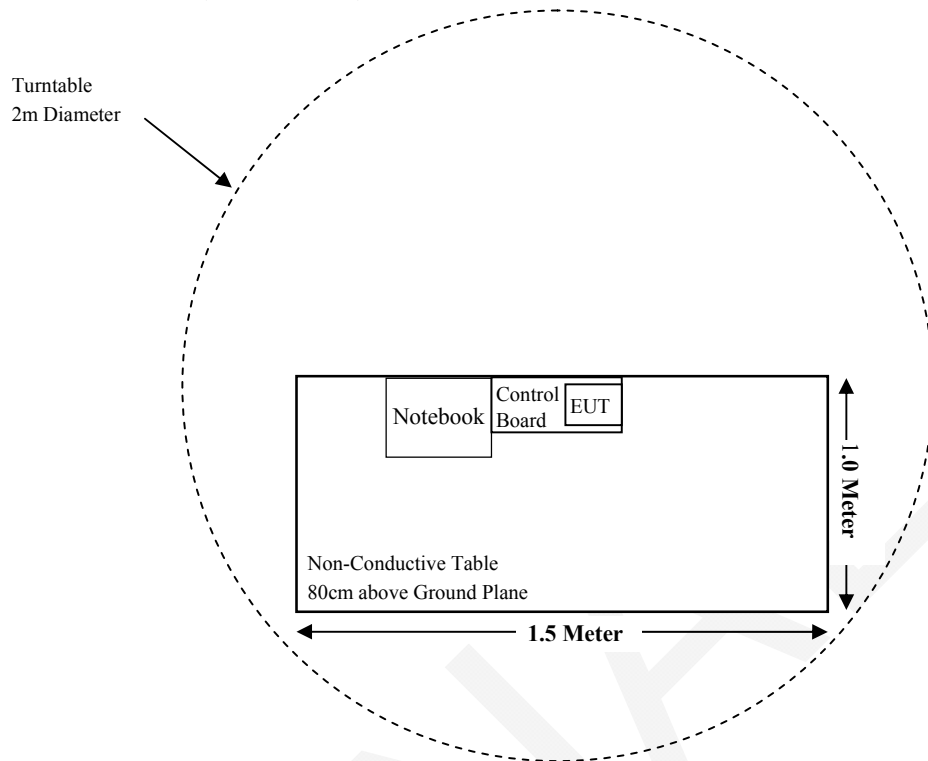 Turntable
2m Diameter
Notebook
Control
Board
EUT
1.0 Meter
Non-Conductive Table
80cm above Ground Plane
1.5 Meter